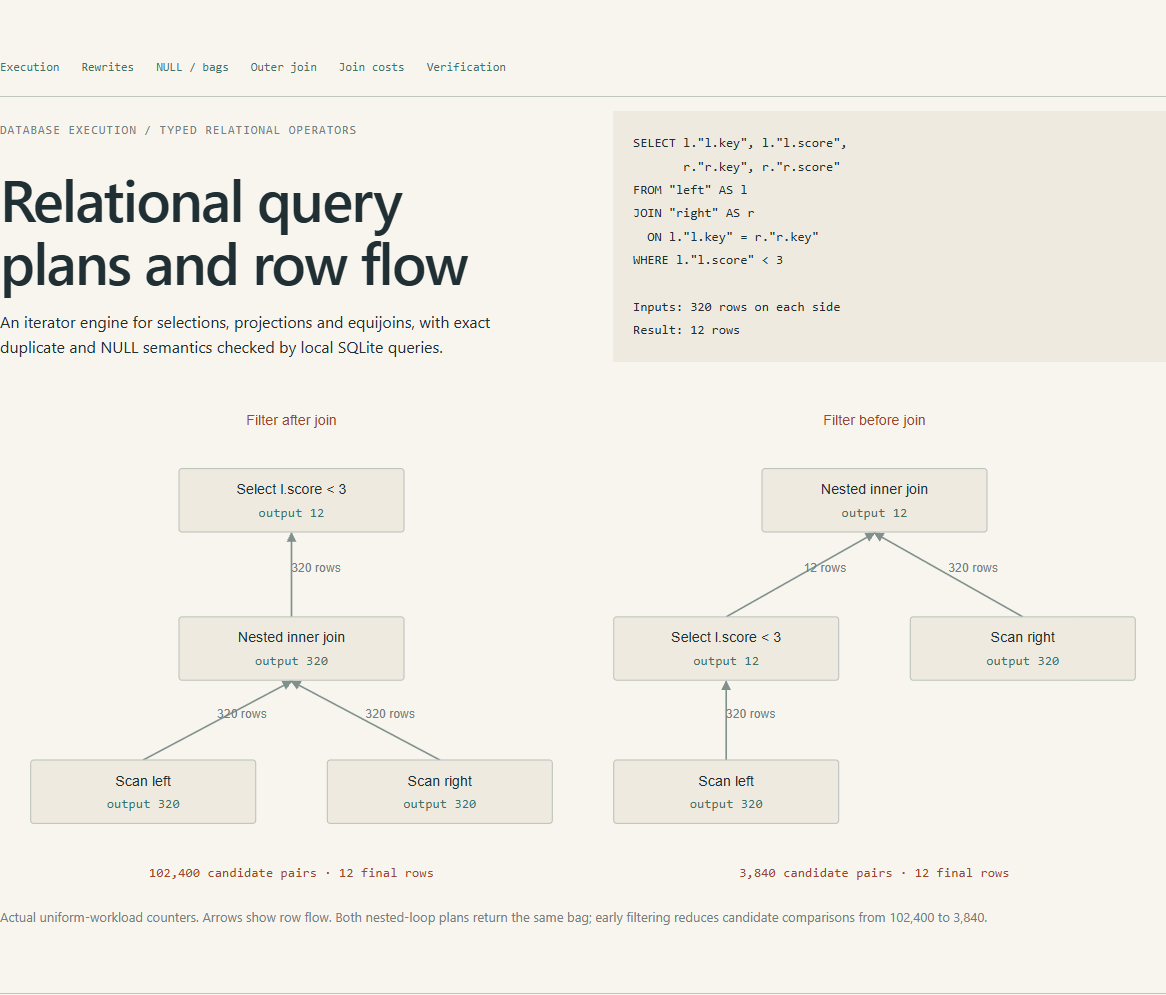 Execution Rewrites NULL / bags Outer join Join costs Verification
DATABASE EXECUTION / TYPED RELATIONAL OPERATORS
Relational query
plans and row flow
An iterator engine for selections, projections and equijoins, with exact
duplicate and NULL semantics checked by local SQLite queries.
SELECT l."l.key", l."l.score",
r."r.key", r."r.score"
FROM "left" AS l
JOIN "right" AS r
ON l."l.key" = r."r.key"
WHERE l."l.score" < 3
Inputs: 320 rows on each side
Result: 12 rows
Filter after join
Select l.score < 3
output 12
320 rows
Nested inner join
output 320
320 rows
320 rows
Scan left
output 320
Scan right
output 320
102,400 candidate pairs · 12 final rows
Filter before join
Nested inner join
output 12
12 rows
320 rows
Select l.score < 3
output 12
Scan right
output 320
320 rows
Scan left
output 320
3,840 candidate pairs · 12 final rows
Actual uniform-workload counters. Arrows show row flow. Both nested-loop plans return the same bag; early filtering reduces candidate comparisons from 102,400 to 3,840.